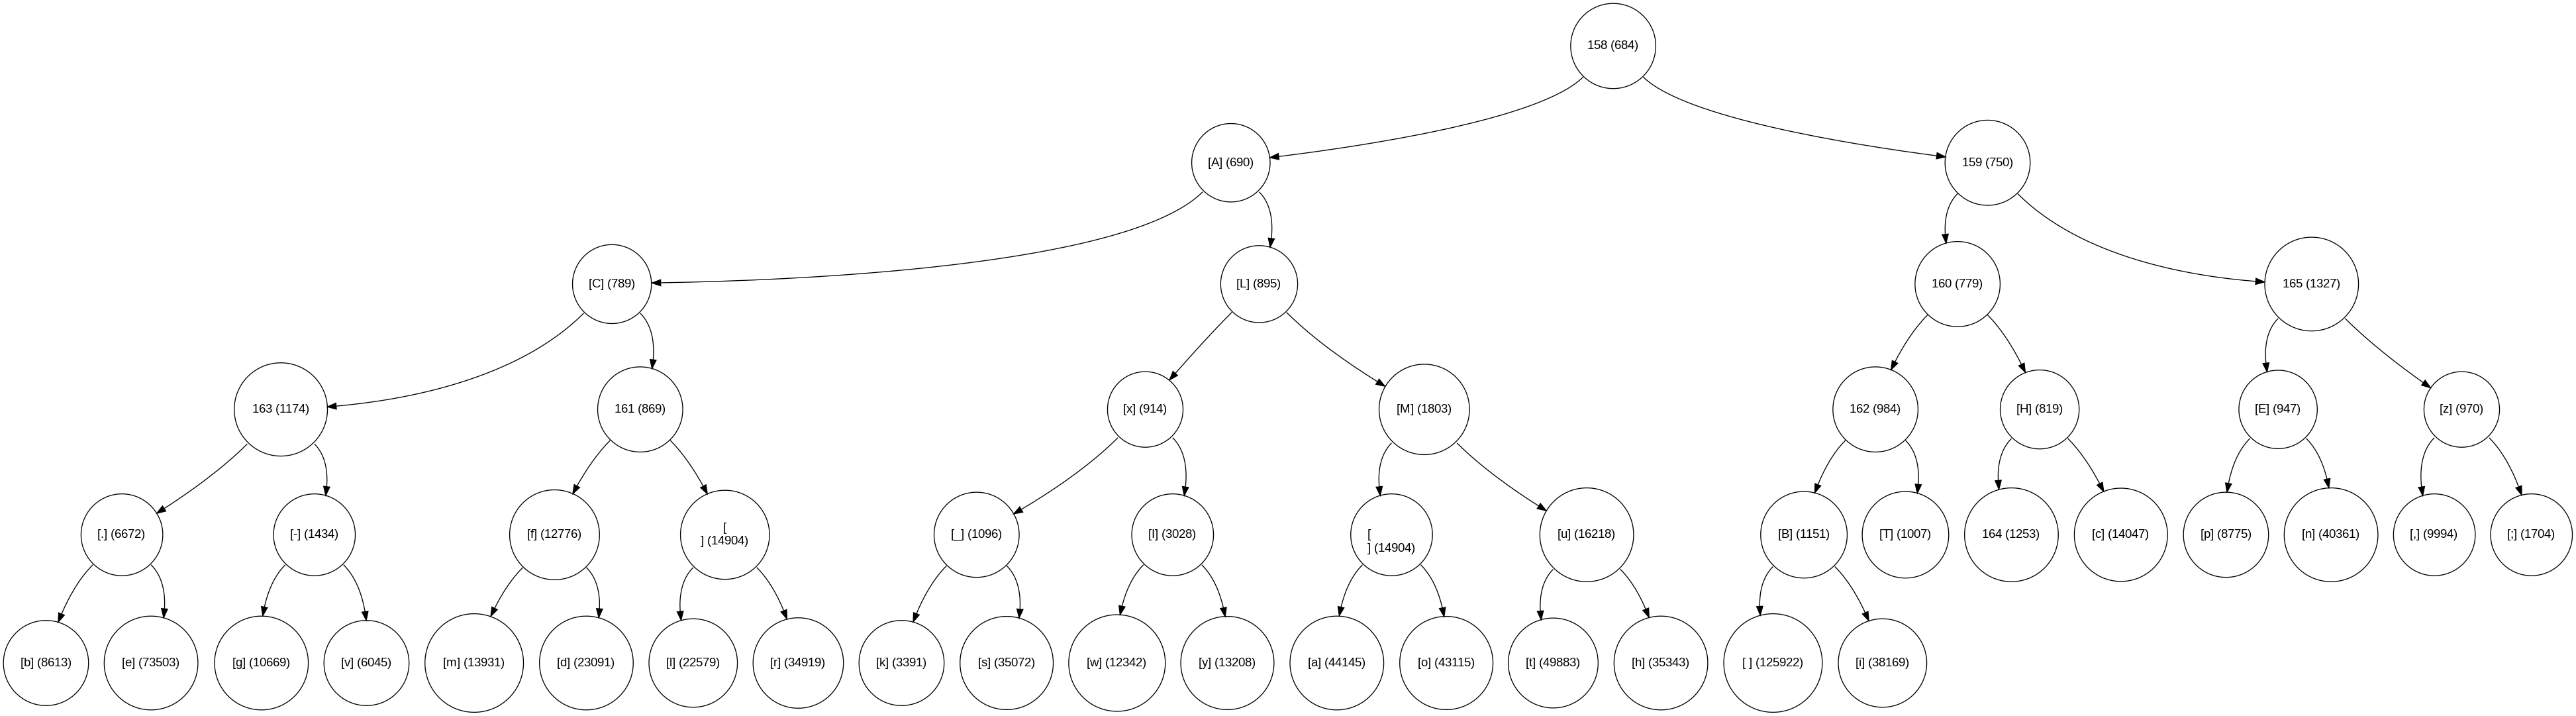 158 (684)
[A] (690)
159 (750)
[C] (789)
[L] (895)
160 (779)
165 (1327)
163 (1174)
161 (869)
[x] (914)
[M] (1803)
162 (984)
[H] (819)
[E] (947)
[z] (970)
[.] (6672)
[-] (1434)
[f] (12776)
[
] (14904)
[_] (1096)
[I] (3028)
[
] (14904)
[u] (16218)
[B] (1151)
[T] (1007)
164 (1253)
[c] (14047)
[p] (8775)
[n] (40361)
[,] (9994)
[;] (1704)
[b] (8613)
[e] (73503)
[g] (10669)
[v] (6045)
[m] (13931)
[d] (23091)
[l] (22579)
[r] (34919)
[k] (3391)
[s] (35072)
[w] (12342)
[y] (13208)
[a] (44145)
[o] (43115)
[t] (49883)
[h] (35343)
[ ] (125922)
[i] (38169)